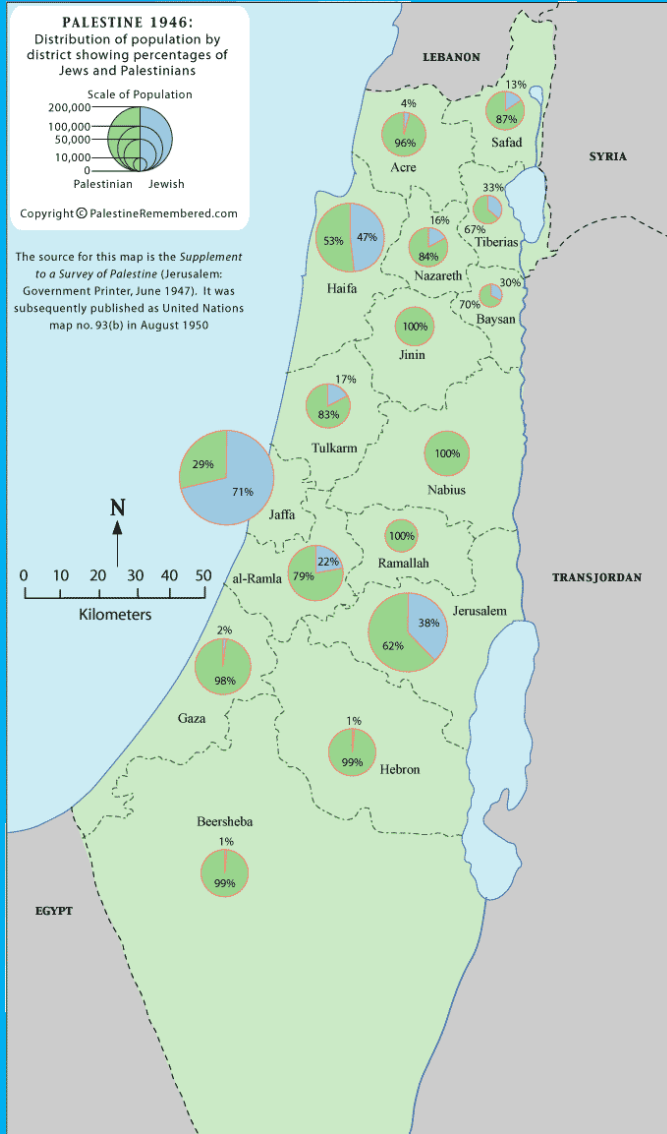 PALESTINE 1946:
Distribution of population by
district showing percentages of
Jews and Palestinians
Scale of Population
200,000
100,000
50,000
10,000
0
Palestinian Jewish
Copyright © PalestineRemembered.com
The source for this map is the Supplement
to a Survey of Palestine (Jerusalem:
Government Printer, June 1947). It was
subsequently published as United Nations
map no. 93(b) in August 1950
LEBANON
SYRIA
13%
87%
Safad
4%
96%
Acre
33%
67%
Tiberias
53% 47%
Haifa
16%
84%
Nazareth
30%
70%
Baysan
100%
Jinin
17%
83%
Tulkarm
100%
Nabius
29%
71%
Jaffa
N
0 10 20 30 40 50
Kilometers
100%
Ramallah
22%
79%
al-Ramla
TRANSJORDAN
Jerusalem
38%
62%
2%
98%
Gaza
1%
99%
Hebron
Beersheba
1%
99%
EGYPT